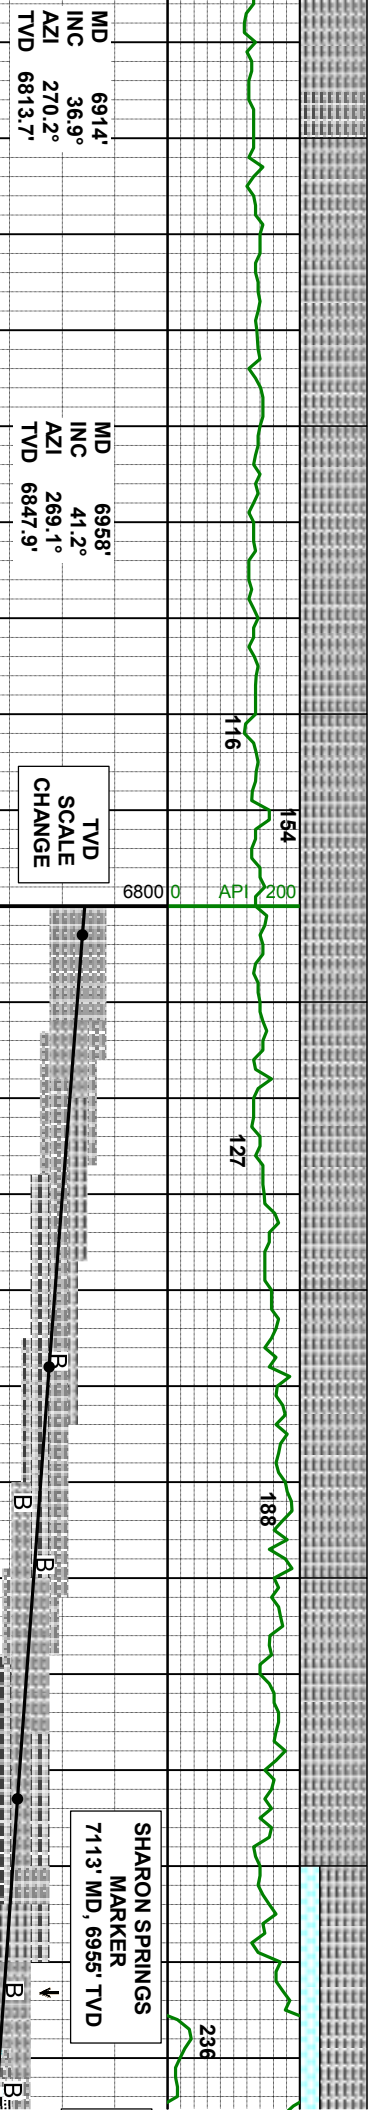 MD 6914'
INC 36.9°
AZI 270.2°
TVD 6813.7'
MD 6958'
INC 41.2°
AZI 269.1°
TVD 6847.9'
116
154
TVD
SCALE
CHANGE
6800
0 API 200
127
B
188
B
B
SHARON SPRINGS
MARKER
7113' MD, 6955' TVD
B
236
B